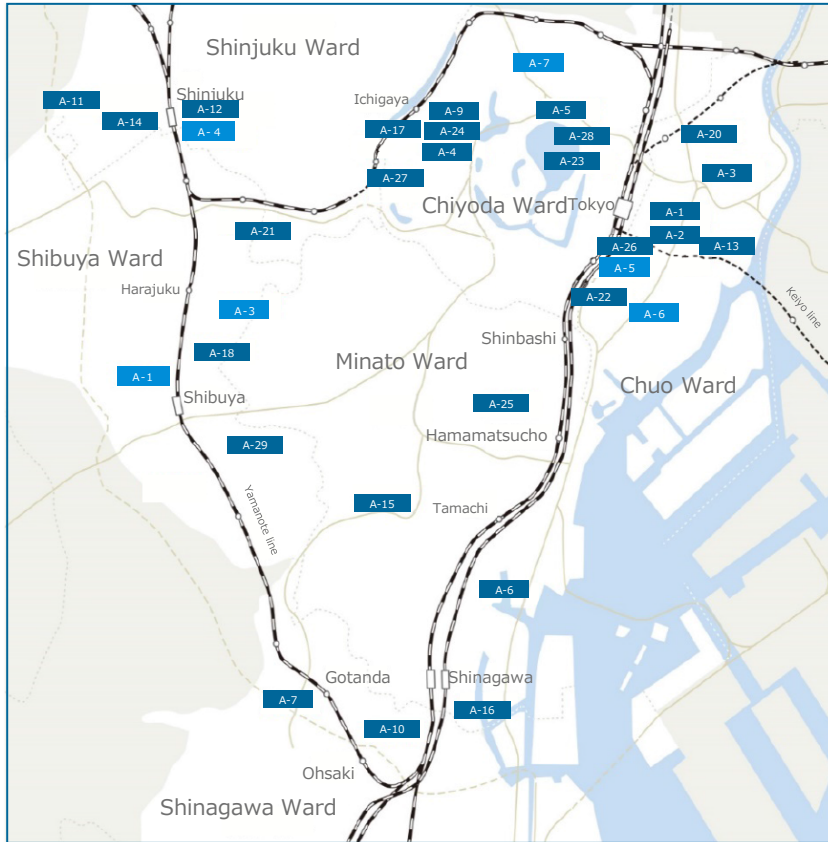 Shinjuku Ward
A-7
Shinjuku
A-11
A-12
A-14
A- 4
Ichigaya
A-9
A-5
A-17
A-24
A-28
A-20
A-4
A-23
A-27
A-3
Chiyoda Ward
Tokyo
A-1
A-21
A-2
A-26
A-13
Shibuya Ward
A-5
Harajuku
A-22
Keiyo line
A-3
A-6
Shinbashi
A-18
Minato Ward
A-1
Chuo Ward
Shibuya
A-25
A-29
Hamamatsucho
A-15
Yamanote line
Tamachi
A-6
Gotanda
Shinagawa
A-7
A-16
A-10
Ohsaki
Shinagawa Ward